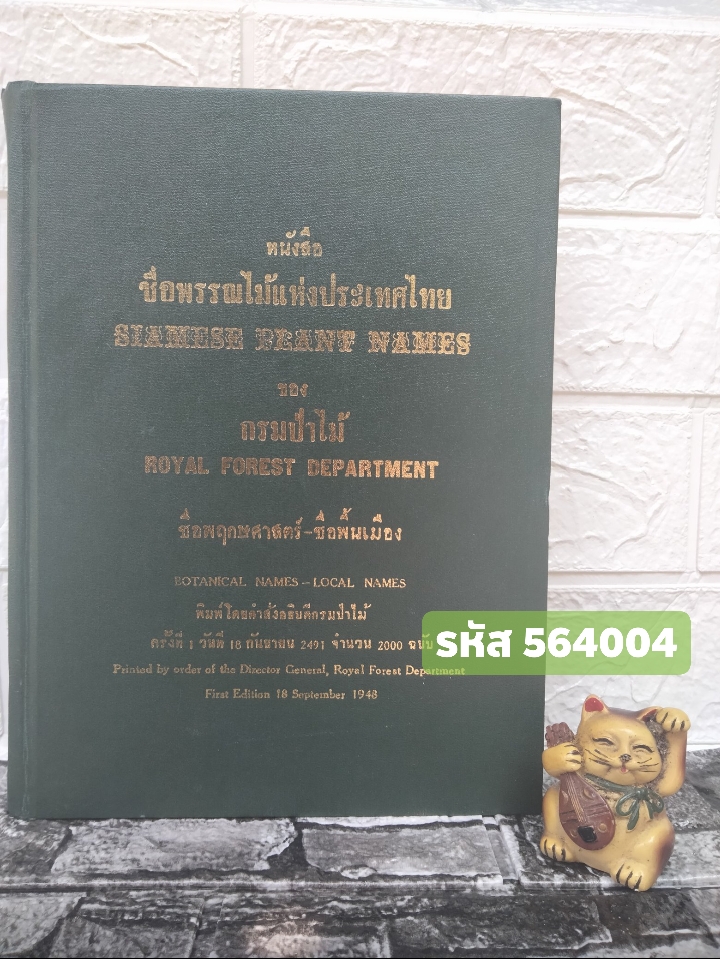 หนังสือ
ชื่อพรรณไม้แห่งประเทศไทย
SIAMESE PLANT NAMES
ของ
กรมป่าไม้
ROYAL FOREST DEPARTMENT
ชื่อพฤกษศาสตร์-ชื่อพื้นเมือง
BOTANICAL NAMES – LOCAL NAMES
พิมพ์โดยคำสั่งอธิบดีกรมป่าไม้
ครั้งที่ 1 วันที่ 18 กันยายน 2491 จำนวน 2000 ฉบับ
รหัส 564004
Printed by order of the Director General, Royal Forest Department
First Edition 18 September 1948